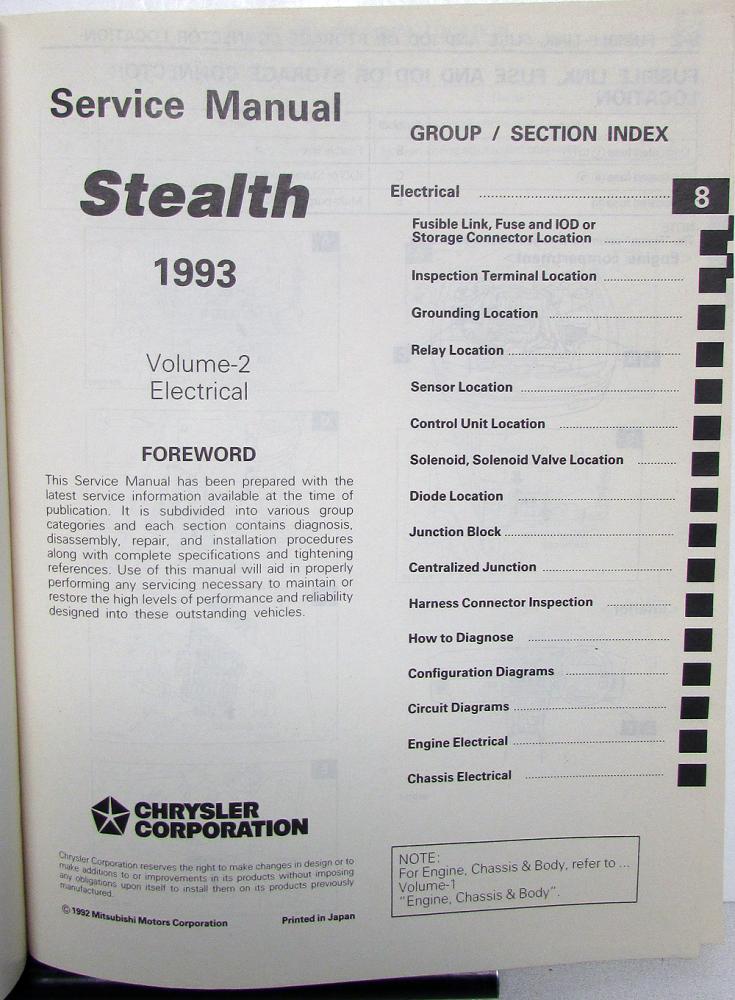 Service Manual
Stealth
1993
Volume-2
Electrical
FOREWORD
This Service Manual has been prepared with the
latest service information available at the time of
publication. It is subdivided into various group
categories and each section contains diagnosis,
disassembly, repair, and installation procedures
along with complete specifications and tightening
references. Use of this manual will aid in properly
performing any servicing necessary to maintain or
restore the high levels of performance and reliability
designed into these outstanding vehicles.
CHRYSLER
CORPORATION
Chrysler Corporation reserves the right to make changes in design or to
make additions to or improvements in its products without imposing
any obligations upon itself to install them on its products previously
manufactured.
© 1992 Mitsubishi Motors Corporation Printed in Japan
GROUP / SECTION INDEX
Electrical 8
Fusible Link, Fuse and IOD or
Storage Connector Location
Inspection Terminal Location
Grounding Location
Relay Location
Sensor Location
Control Unit Location
Solenoid, Solenoid Valve Location
Diode Location
Junction Block
Centralized Junction
Harness Connector Inspection
How to Diagnose
Configuration Diagrams
Circuit Diagrams
Engine Electrical
Chassis Electrical
NOTE:
For Engine, Chassis & Body, refer to ...
Volume-1
"Engine, Chassis & Body".